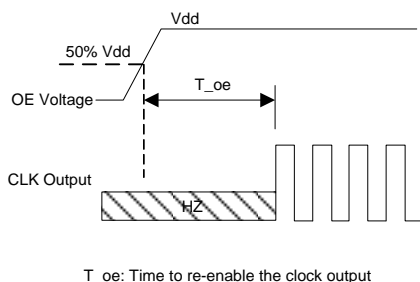 Vdd
50% Vdd
T_oe
OE Voltage
CLK Output
HZ
T_oe: Time to re-enable the clock output